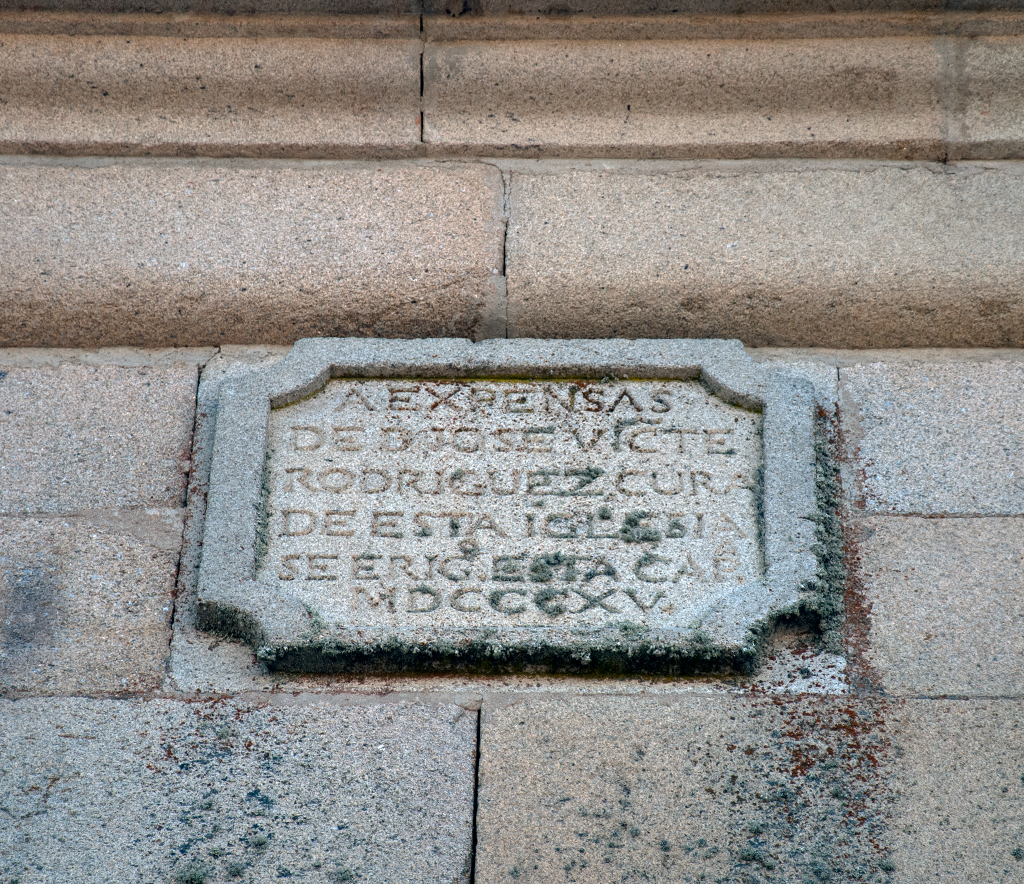 A EXPENSAS
DE D. JOSE VICTE
RODRIGUEZ CURA
DE ESTA IGLESIA
SE ERIG. ESTA CAP.
MDCCCXV.